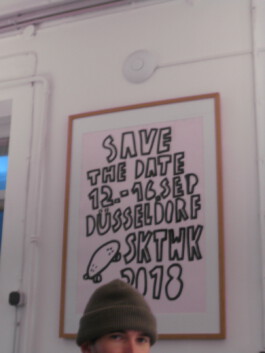 SAVE
THE DATE
12.-16.SEP
DÜSSELDORF
SKTWK
2018